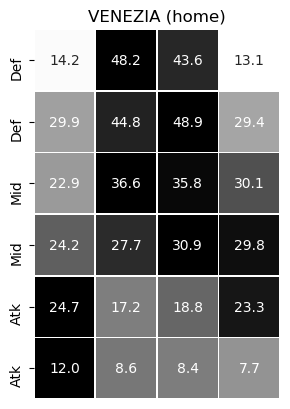 VENEZIA (home)
Def 14.2 48.2 43.6 13.1
Def 29.9 44.8 48.9 29.4
Mid 22.9 36.6 35.8 30.1
Mid 24.2 27.7 30.9 29.8
Atk 24.7 17.2 18.8 23.3
Atk 12.0 8.6 8.4 7.7